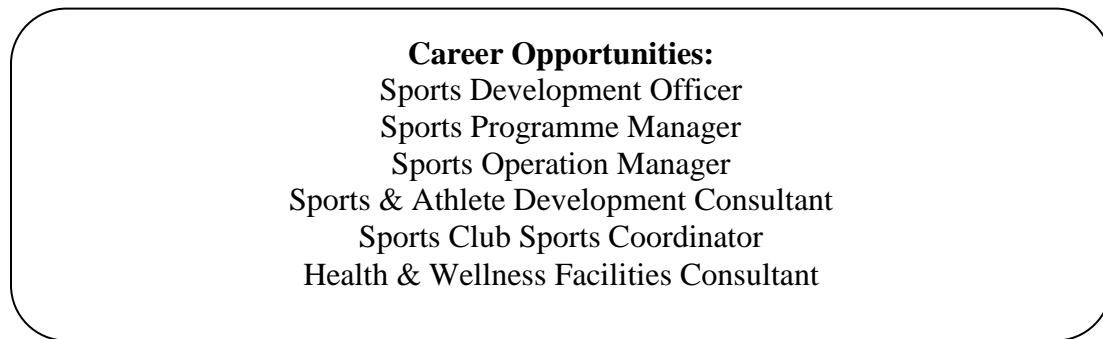 Career Opportunities:
Sports Development Officer
Sports Programme Manager
Sports Operation Manager
Sports & Athlete Development Consultant
Sports Club Sports Coordinator
Health & Wellness Facilities Consultant